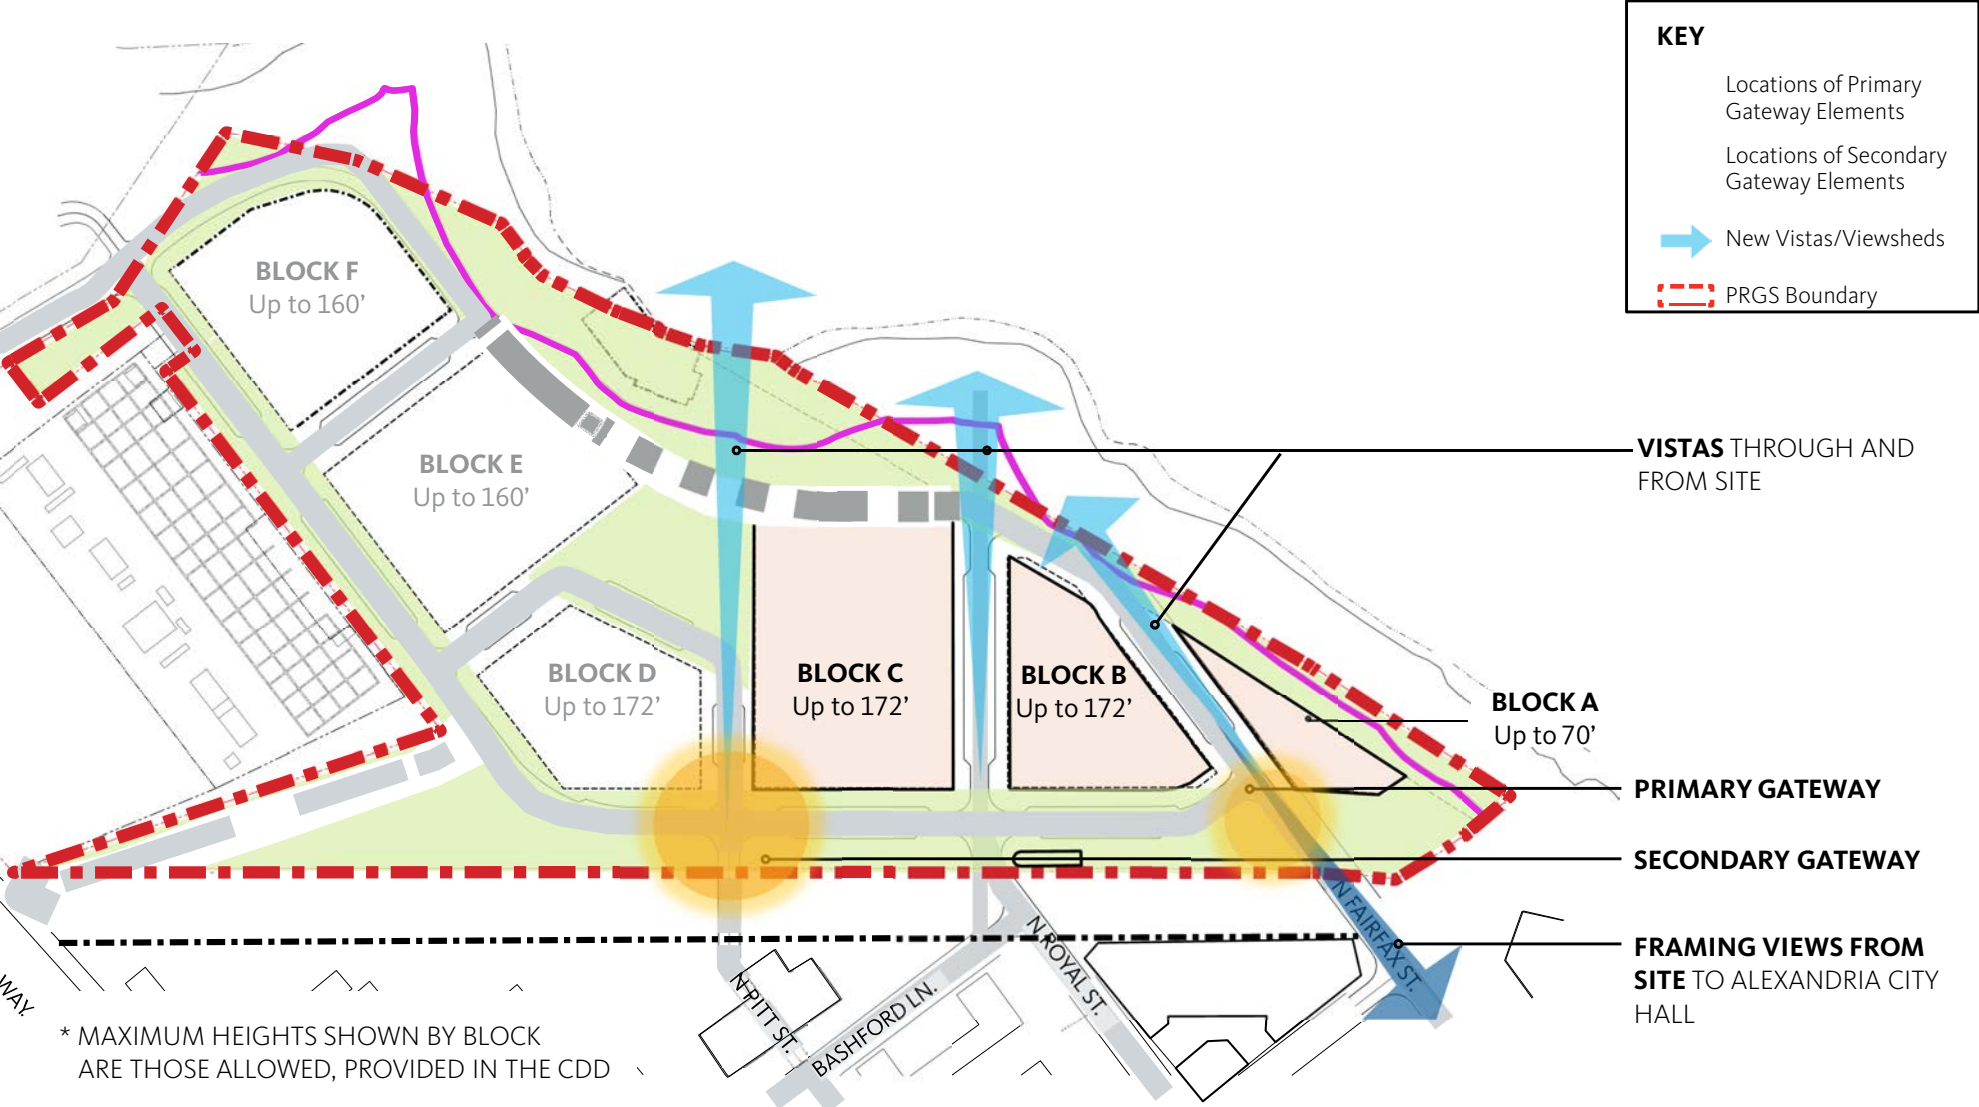 KEY
Locations of Primary
Gateway Elements
Locations of Secondary
Gateway Elements
New Vistas/Viewsheds
PRGS Boundary
BLOCK F
Up to 160’
BLOCK E
Up to 160’
BLOCK D
Up to 172’
BLOCK C
Up to 172’
BLOCK B
Up to 172’
BLOCK A
Up to 70’
VISTAS THROUGH AND
FROM SITE
PRIMARY GATEWAY
SECONDARY GATEWAY
FRAMING VIEWS FROM
SITE TO ALEXANDRIA CITY
HALL
N FAIRFAX ST.
N ROYAL ST.
BASHFORD LN.
N PITT ST.
WAY.
* MAXIMUM HEIGHTS SHOWN BY BLOCK
ARE THOSE ALLOWED, PROVIDED IN THE CDD